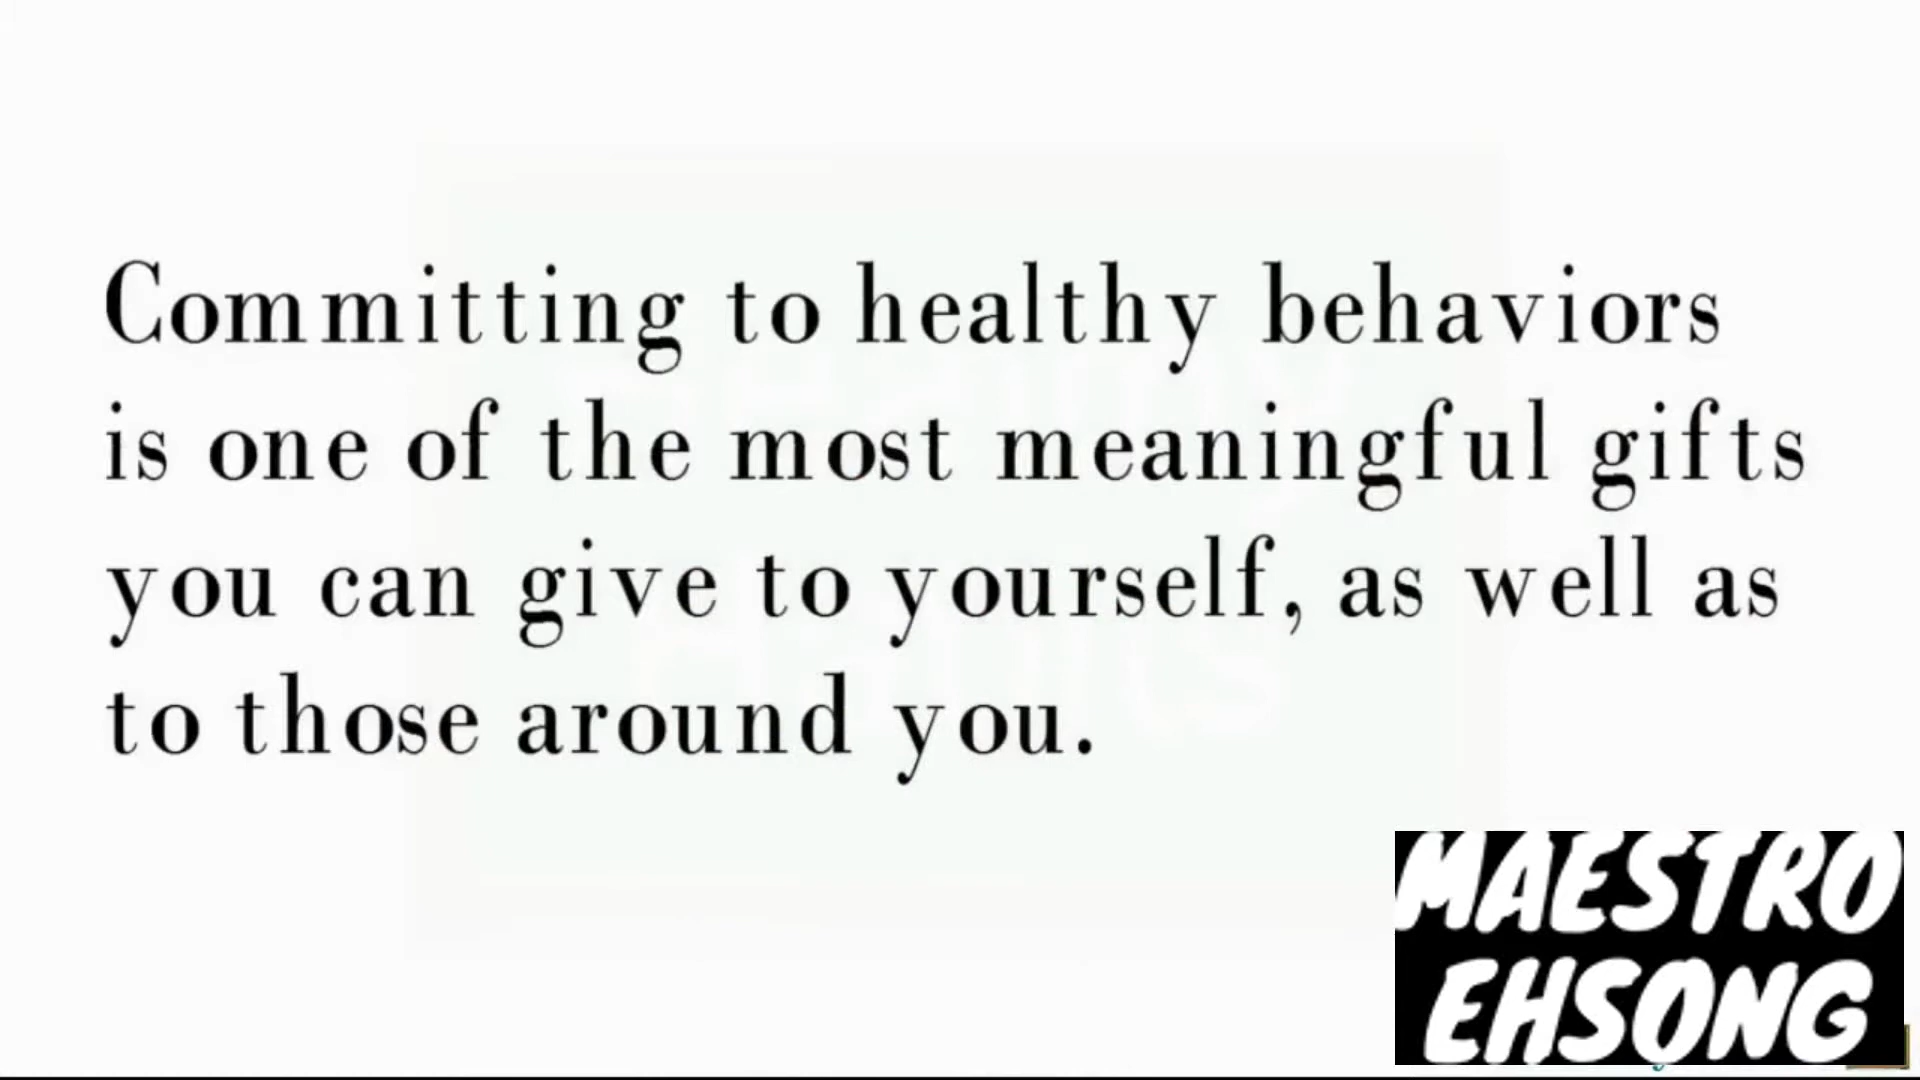 Committing to healthy behaviors
is one of the most meaningful gifts
you can give to yourself, as well as
to those around you.
MAESTRO
EHSONG